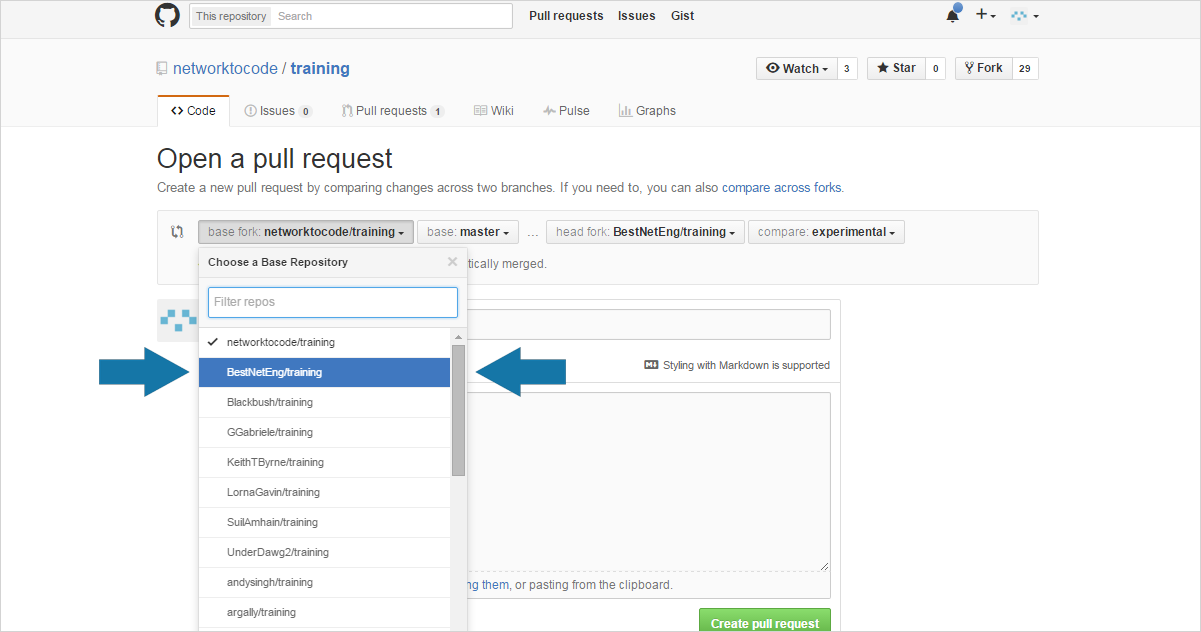 This repository Search Pull requests Issues Gist
networktocode / training Watch 3 Star 0 Fork 29
Code Issues 0 Pull requests 1 Wiki Pulse Graphs
Open a pull request
Create a new pull request by comparing changes across two branches. If you need to, you can also compare across forks.
base fork: networktocode/training base: master ... head fork: BestNetEng/training compare: experimental
Choose a Base Repository
tically merged.
Filter repos
networktocode/training
Styling with Markdown is supported
BestNetEng/training
Blackbush/training
GGabriele/training
KeithTByrne/training
LornaGavin/training
SuilAmhain/training
UnderDawg2/training
andysingh/training
ng them, or pasting from the clipboard.
argally/training
Create pull request